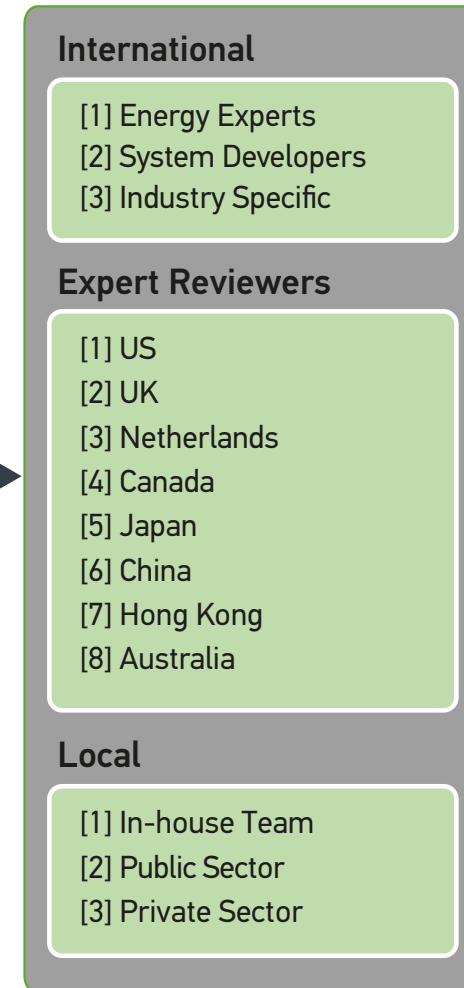 International
[1] Energy Experts
[2] System Developers
[3] Industry Specific
Expert Reviewers
[1] US
[2] UK
[3] Netherlands
[4] Canada
[5] Japan
[6] China
[7] Hong Kong
[8] Australia
Local
[1] In-house Team
[2] Public Sector
[3] Private Sector